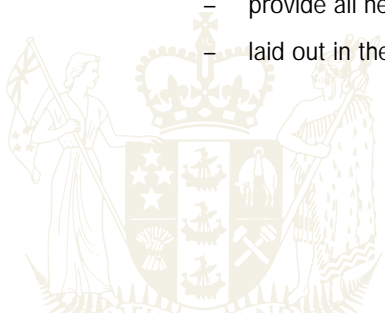 – provide all ne
– laid out in the